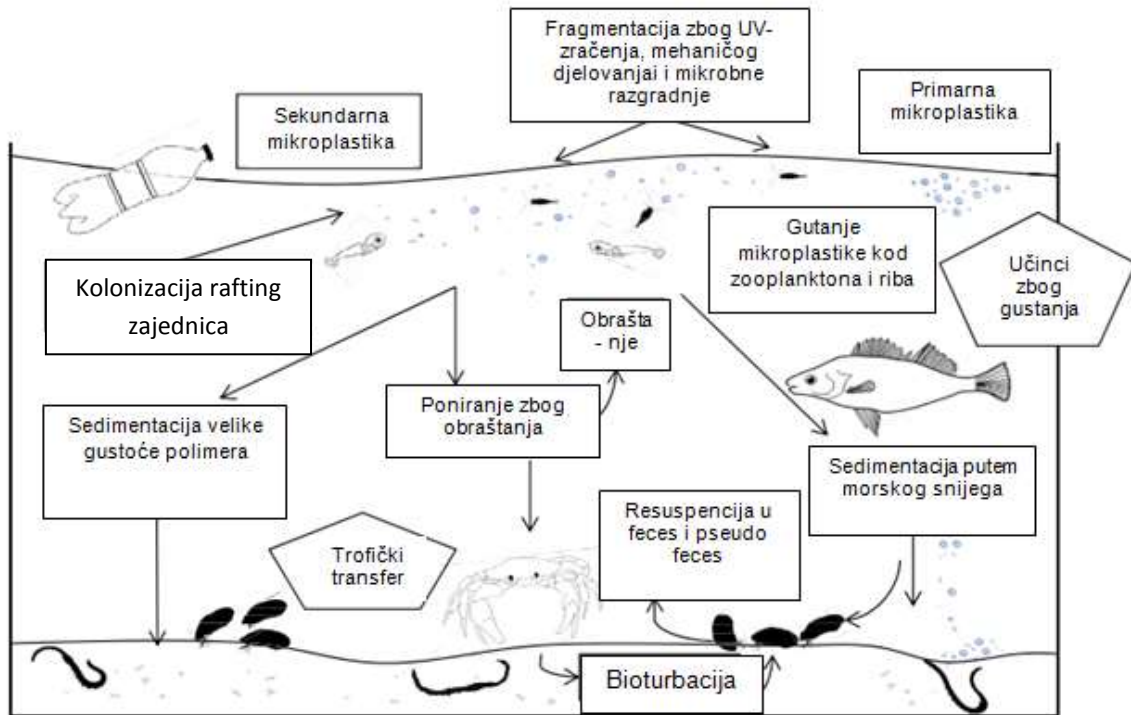 Fragmentacija zbog UV-
zračenja, mehaničog
djelovanjai i mikrobne
razgradnje
Sekundarna
mikroplastika
Primarna
mikroplastika
Gutanje
mikroplastike kod
zooplanktona i riba
Učinci
zbog
gustanja
Kolonizacija rafting
zajednica
Obrašta
- nje
Poniranje zbog
obraštanja
Sedimentacija velike
gustoće polimera
Sedimentacija putem
morskog snijega
Resuspencija u
feces i pseudo
feces
Trofički
transfer
Bioturbacija